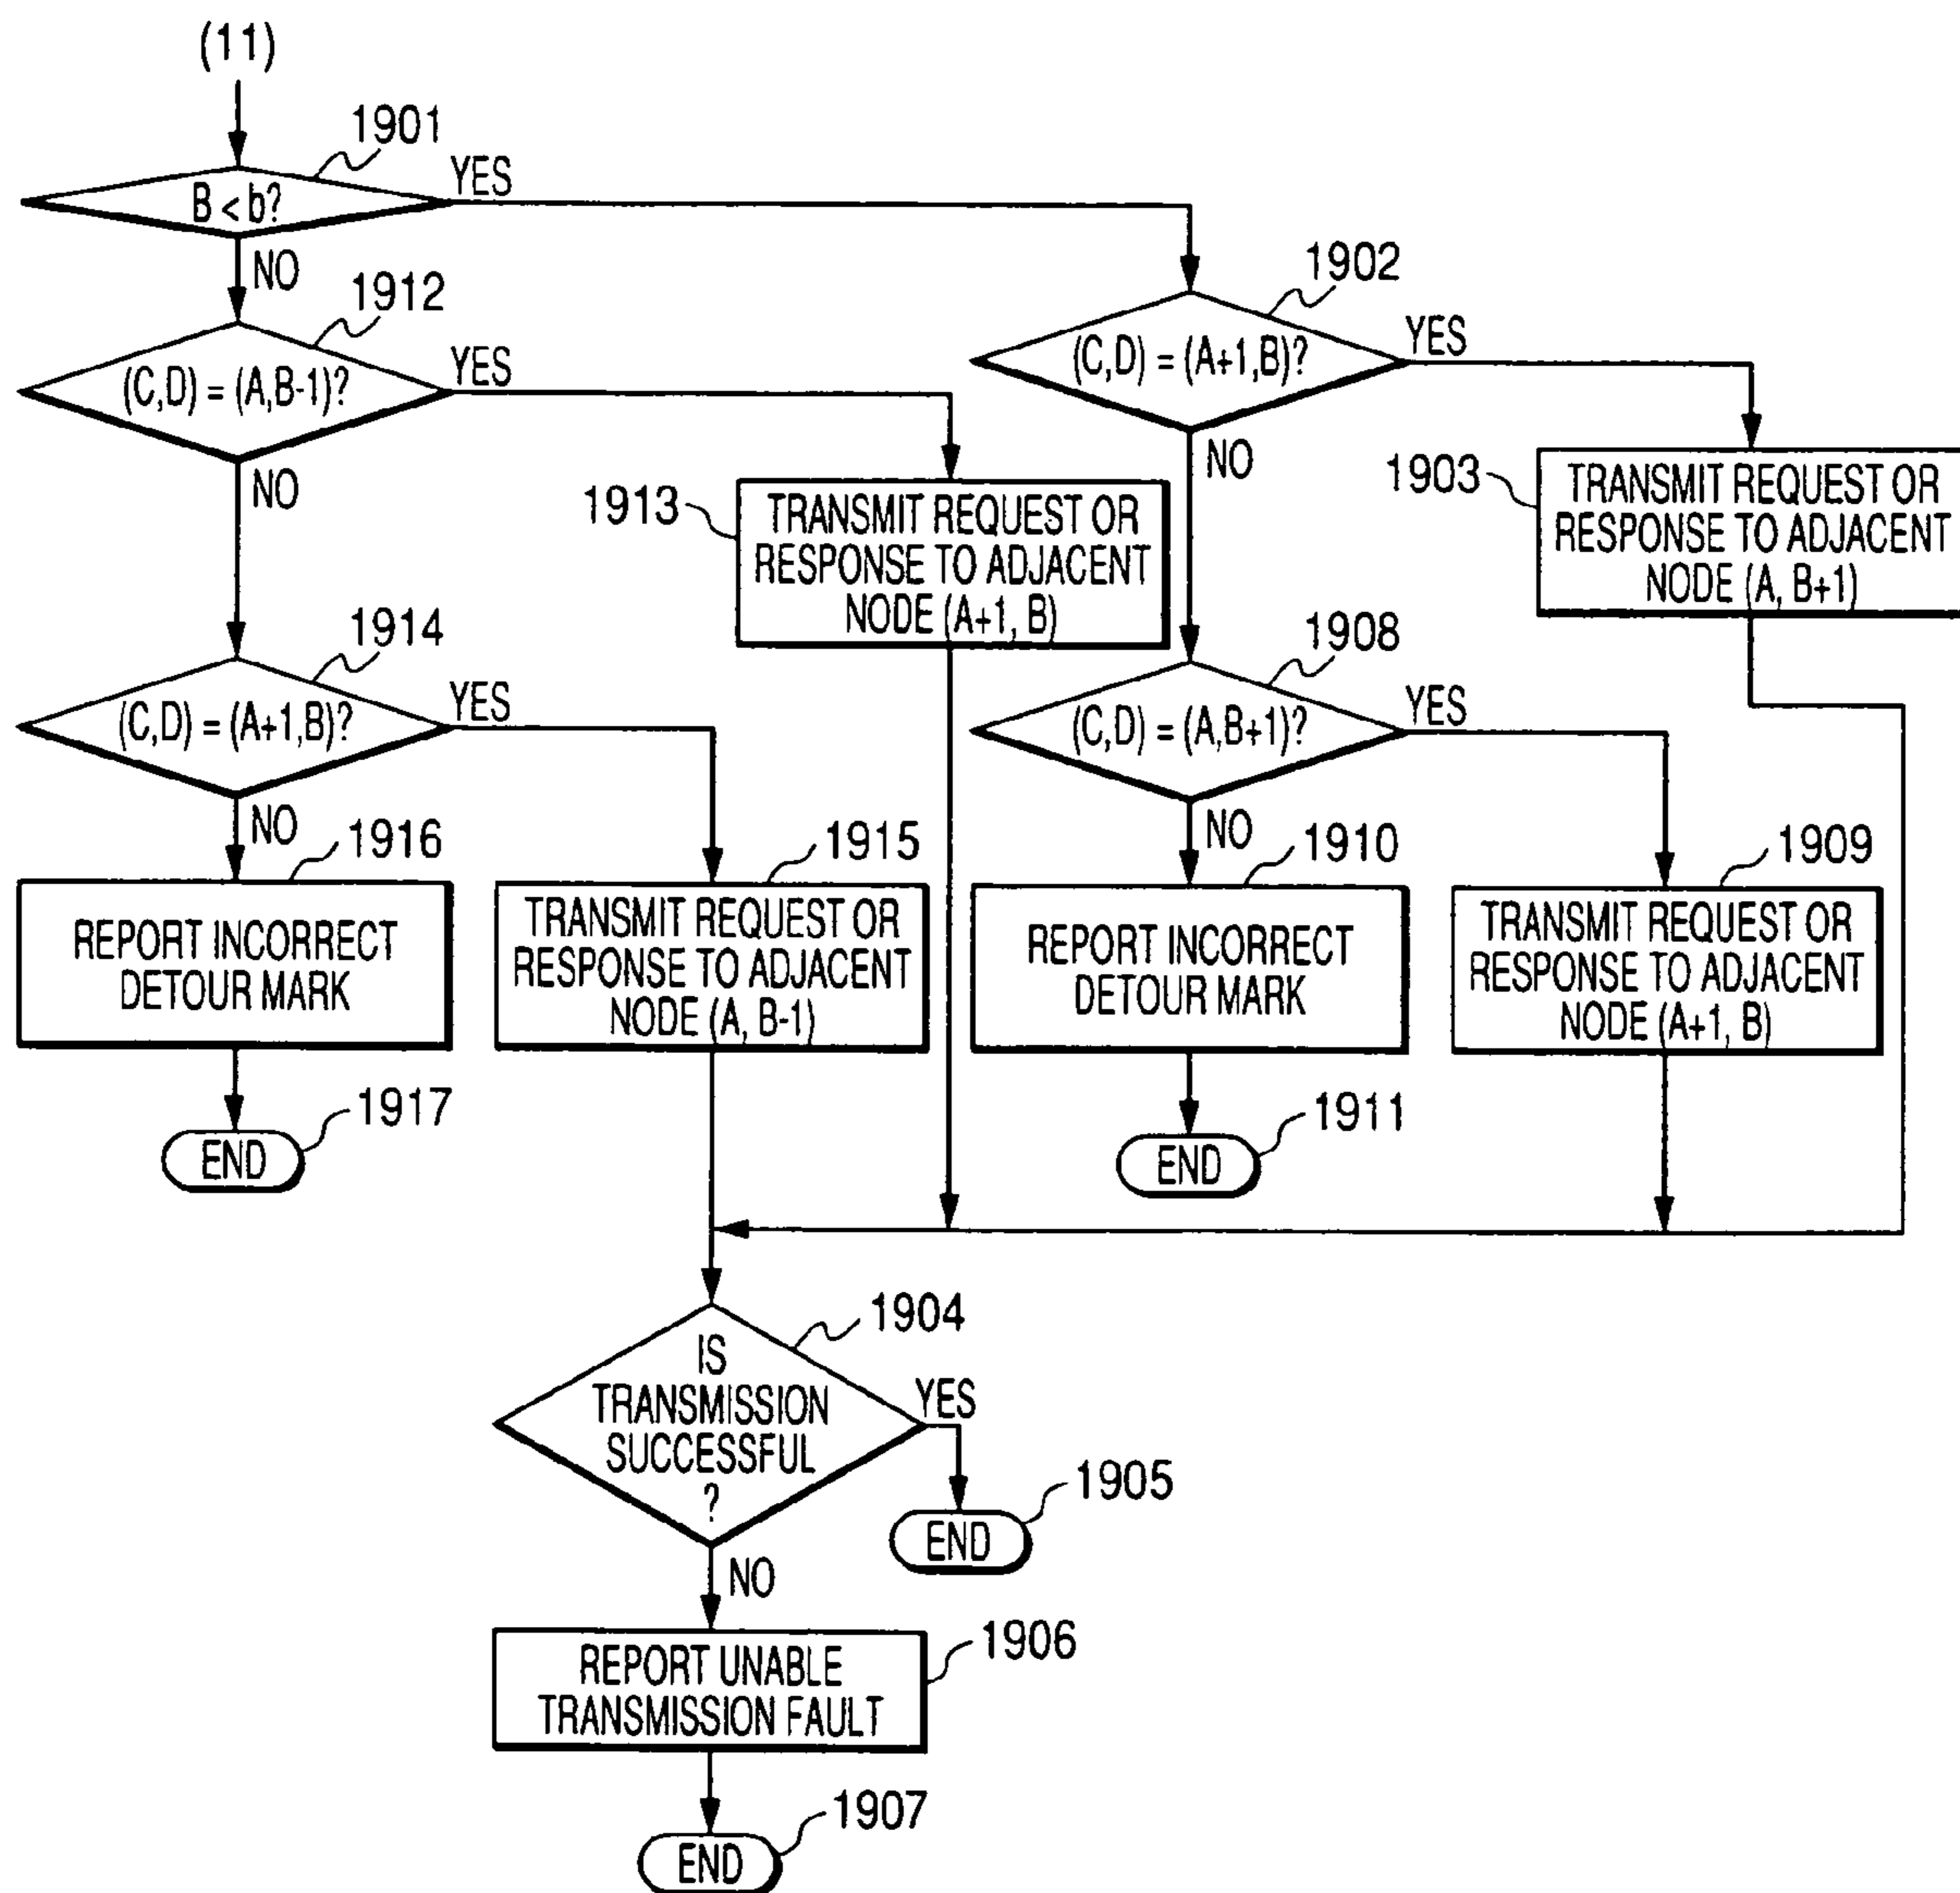 (11)
1901
B < b?
YES
NO
1902
(C,D) = (A+1,B)?
YES
NO
1912
(C,D) = (A,B-1)?
YES
NO
1903
TRANSMIT REQUEST OR
RESPONSE TO ADJACENT
NODE (A, B+1)
1913
TRANSMIT REQUEST OR
RESPONSE TO ADJACENT
NODE (A+1, B)
1914
(C,D) = (A+1,B)?
YES
NO
1908
(C,D) = (A,B+1)?
YES
NO
1916
REPORT INCORRECT
DETOUR MARK
1915
TRANSMIT REQUEST OR
RESPONSE TO ADJACENT
NODE (A, B-1)
1910
REPORT INCORRECT
DETOUR MARK
1909
TRANSMIT REQUEST OR
RESPONSE TO ADJACENT
NODE (A+1, B)
1917
END
1911
END
1904
IS
TRANSMISSION
SUCCESSFUL
?
YES
NO
1905
END
1906
REPORT UNABLE
TRANSMISSION FAULT
1907
END